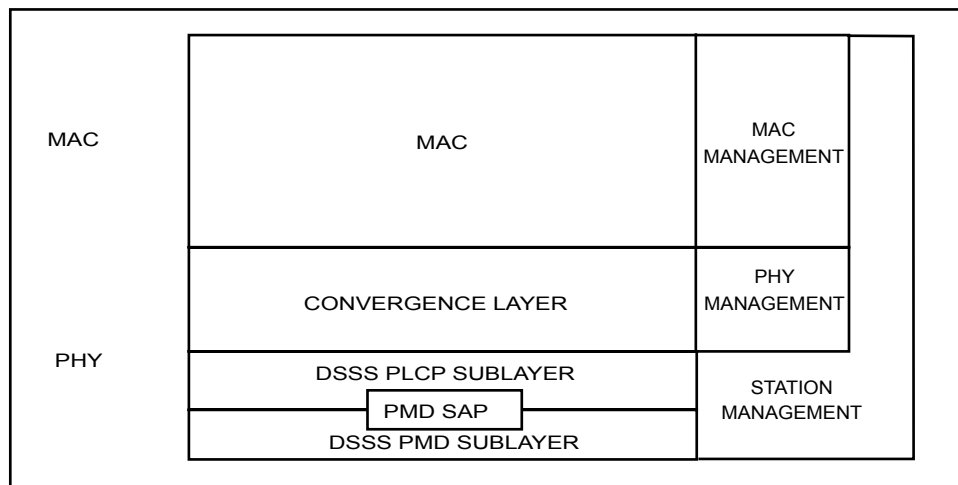 MAC
MAC
MAC
MANAGEMENT
CONVERGENCE LAYER
PHY
MANAGEMENT
PHY
DSSS PLCP SUBLAYER
PMD SAP
DSSS PMD SUBLAYER
STATION
MANAGEMENT